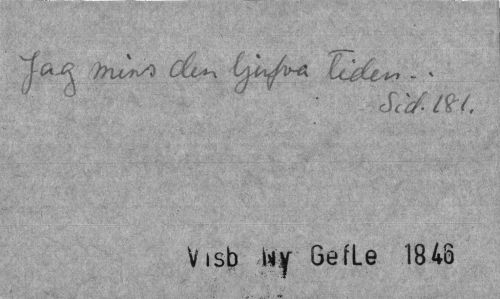 Jag mins den ljufva tiden...
Sid. 181.
Visb Ny GefLe 1846